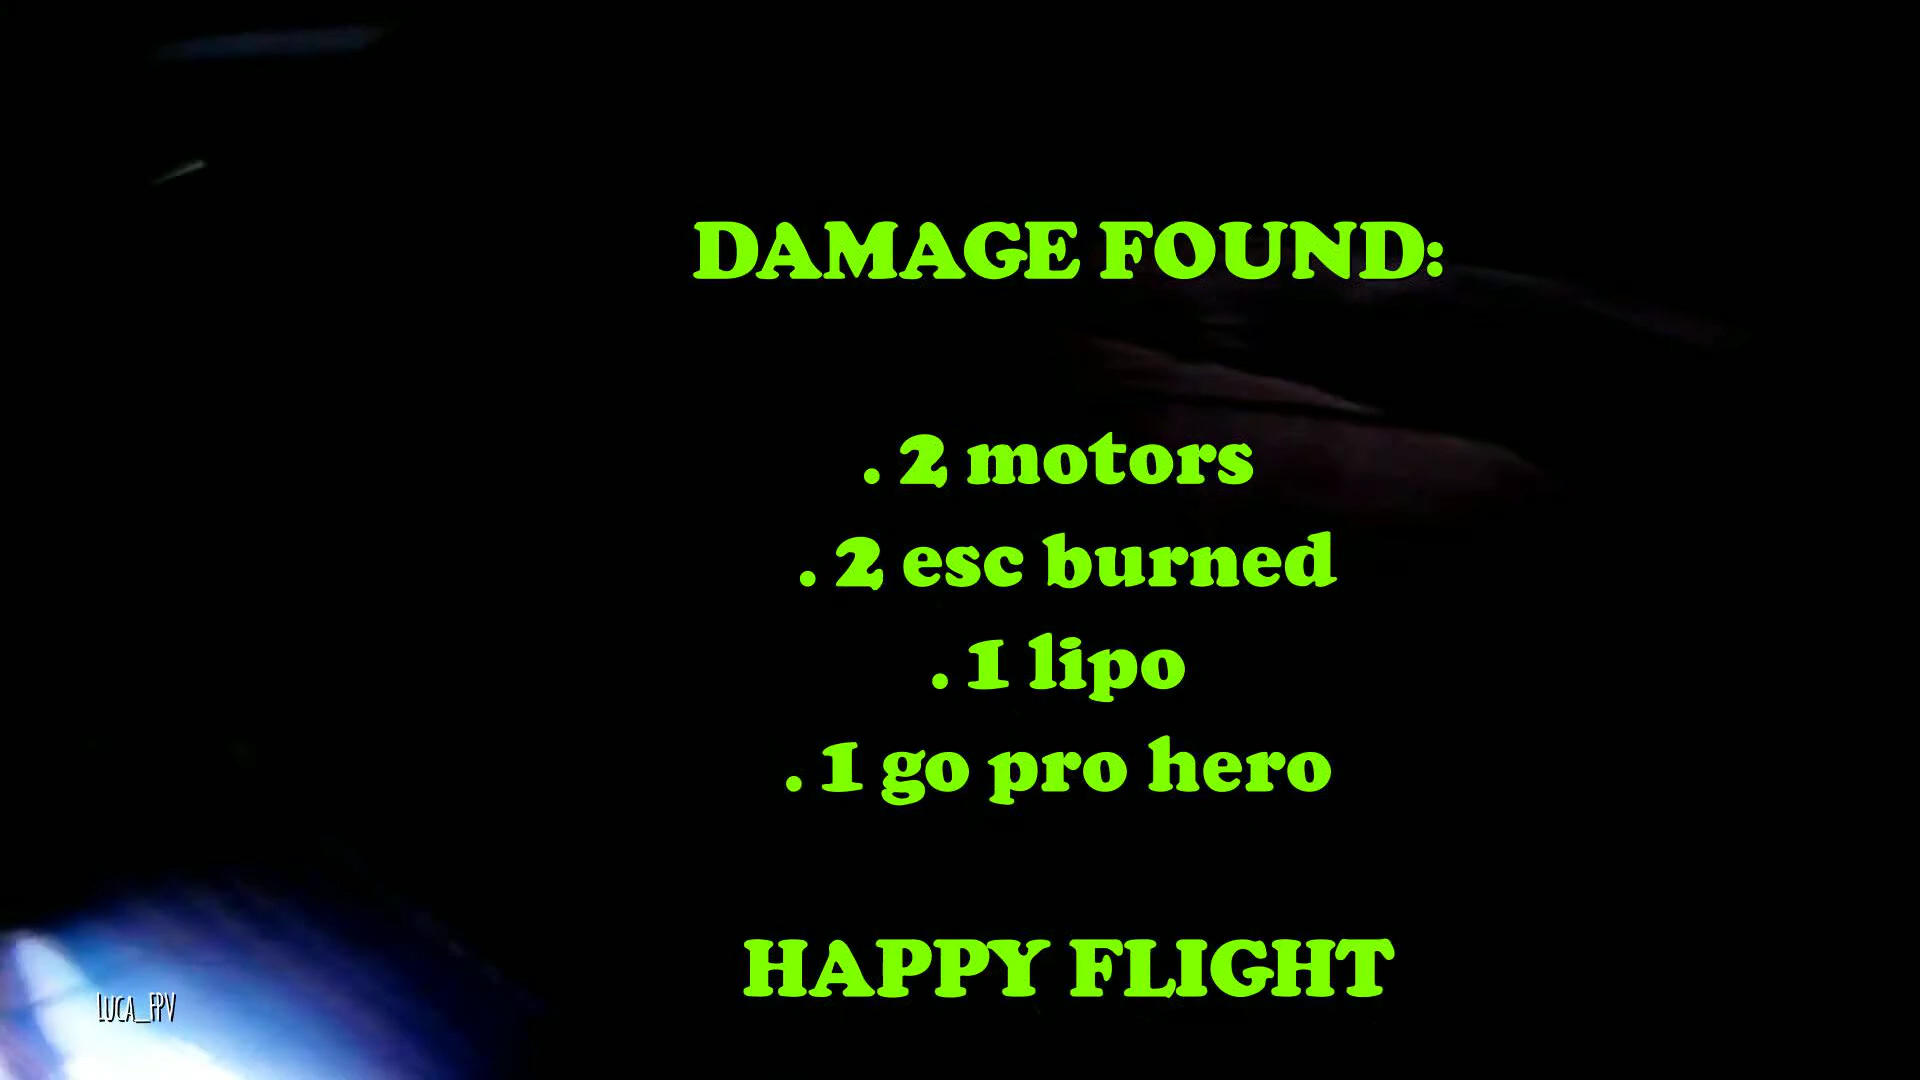 DAMAGE FOUND:
. 2 motors
. 2 esc burned
. 1 lipo
. 1 go pro hero
HAPPY FLIGHT
LUCA_FPV